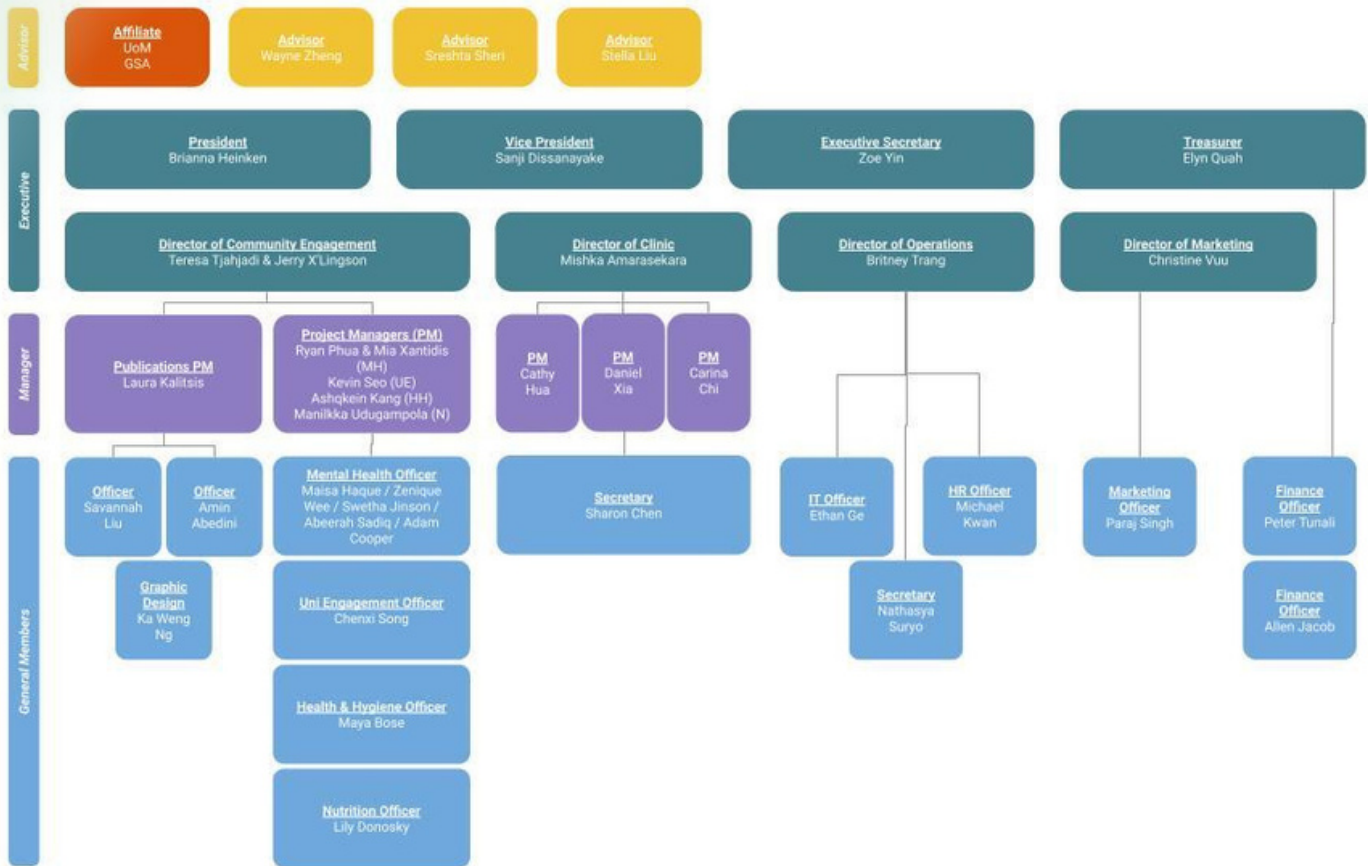 Advisor
Affiliate
UoM
GSA
Advisor
Wayne Zheng
Advisor
Sreshta Sheri
Advisor
Stella Liu
Executive
President
Brianna Heinken
Vice President
Sanji Dissanayake
Executive Secretary
Zoe Yin
Treasurer
Elyn Quah
Director of Community Engagement
Teresa Tjahjadi & Jerry X'Lingson
Director of Clinic
Mishka Amarasekara
Director of Operations
Britney Trang
Director of Marketing
Christine Vuu
Manager
Publications PM
Laura Kalitsis
Project Managers (PM)
Ryan Phua & Mia Xantidis
(MH)
Kevin Seo (UE)
Ashqkein Kang (HH)
Manilkka Udugampola (N)
PM
Cathy
Hua
PM
Daniel
Xia
PM
Carina
Chi
General Members
Officer
Savannah
Liu
Officer
Amin
Abedini
Graphic
Design
Ka Weng
Ng
Mental Health Officer
Maisa Haque / Zenique
Wee / Swetha Jinson /
Abeerah Sadiq / Adam
Cooper
Uni Engagement Officer
Chenxi Song
Health & Hygiene Officer
Maya Bose
Nutrition Officer
Lily Donosky
Secretary
Sharon Chen
IT Officer
Ethan Ge
HR Officer
Michael
Kwan
Secretary
Nathasya
Suryo
Marketing
Officer
Paraj Singh
Finance
Officer
Peter Tunali
Finance
Officer
Allen Jacob